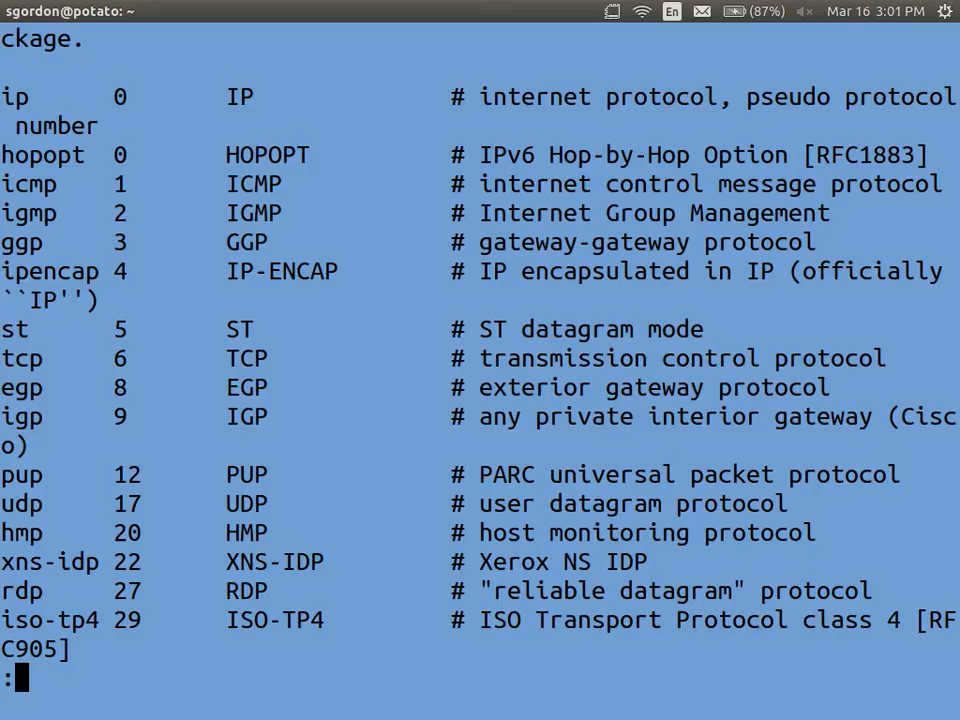 sgordon@potato: ~ En (87%) Mar 16 3:01 PM
ckage.
ip 0 IP # internet protocol, pseudo protocol
number
hopopt 0 HOPOPT # IPv6 Hop-by-Hop Option [RFC1883]
icmp 1 ICMP # internet control message protocol
igmp 2 IGMP # Internet Group Management
ggp 3 GGP # gateway-gateway protocol
ipencap 4 IP-ENCAP # IP encapsulated in IP (officially
``IP'')
st 5 ST # ST datagram mode
tcp 6 TCP # transmission control protocol
egp 8 EGP # exterior gateway protocol
igp 9 IGP # any private interior gateway (Cisc
o)
pup 12 PUP # PARC universal packet protocol
udp 17 UDP # user datagram protocol
hmp 20 HMP # host monitoring protocol
xns-idp 22 XNS-IDP # Xerox NS IDP
rdp 27 RDP # "reliable datagram" protocol
iso-tp4 29 ISO-TP4 # ISO Transport Protocol class 4 [RF
C905]
: